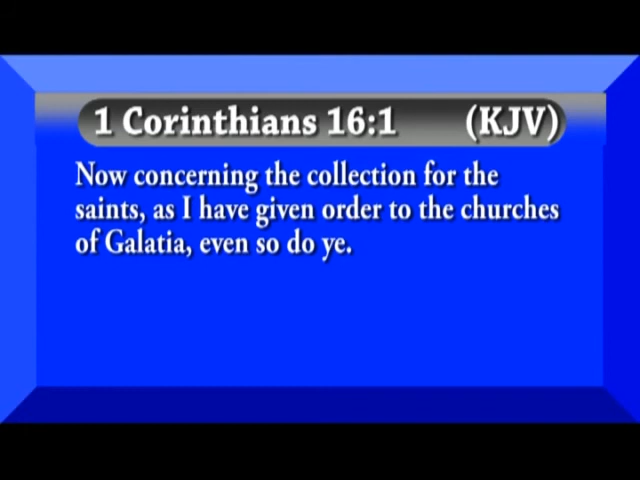 1 Corinthians 16:1 (KJV)
Now concerning the collection for the
saints, as I have given order to the churches
of Galatia, even so do ye.